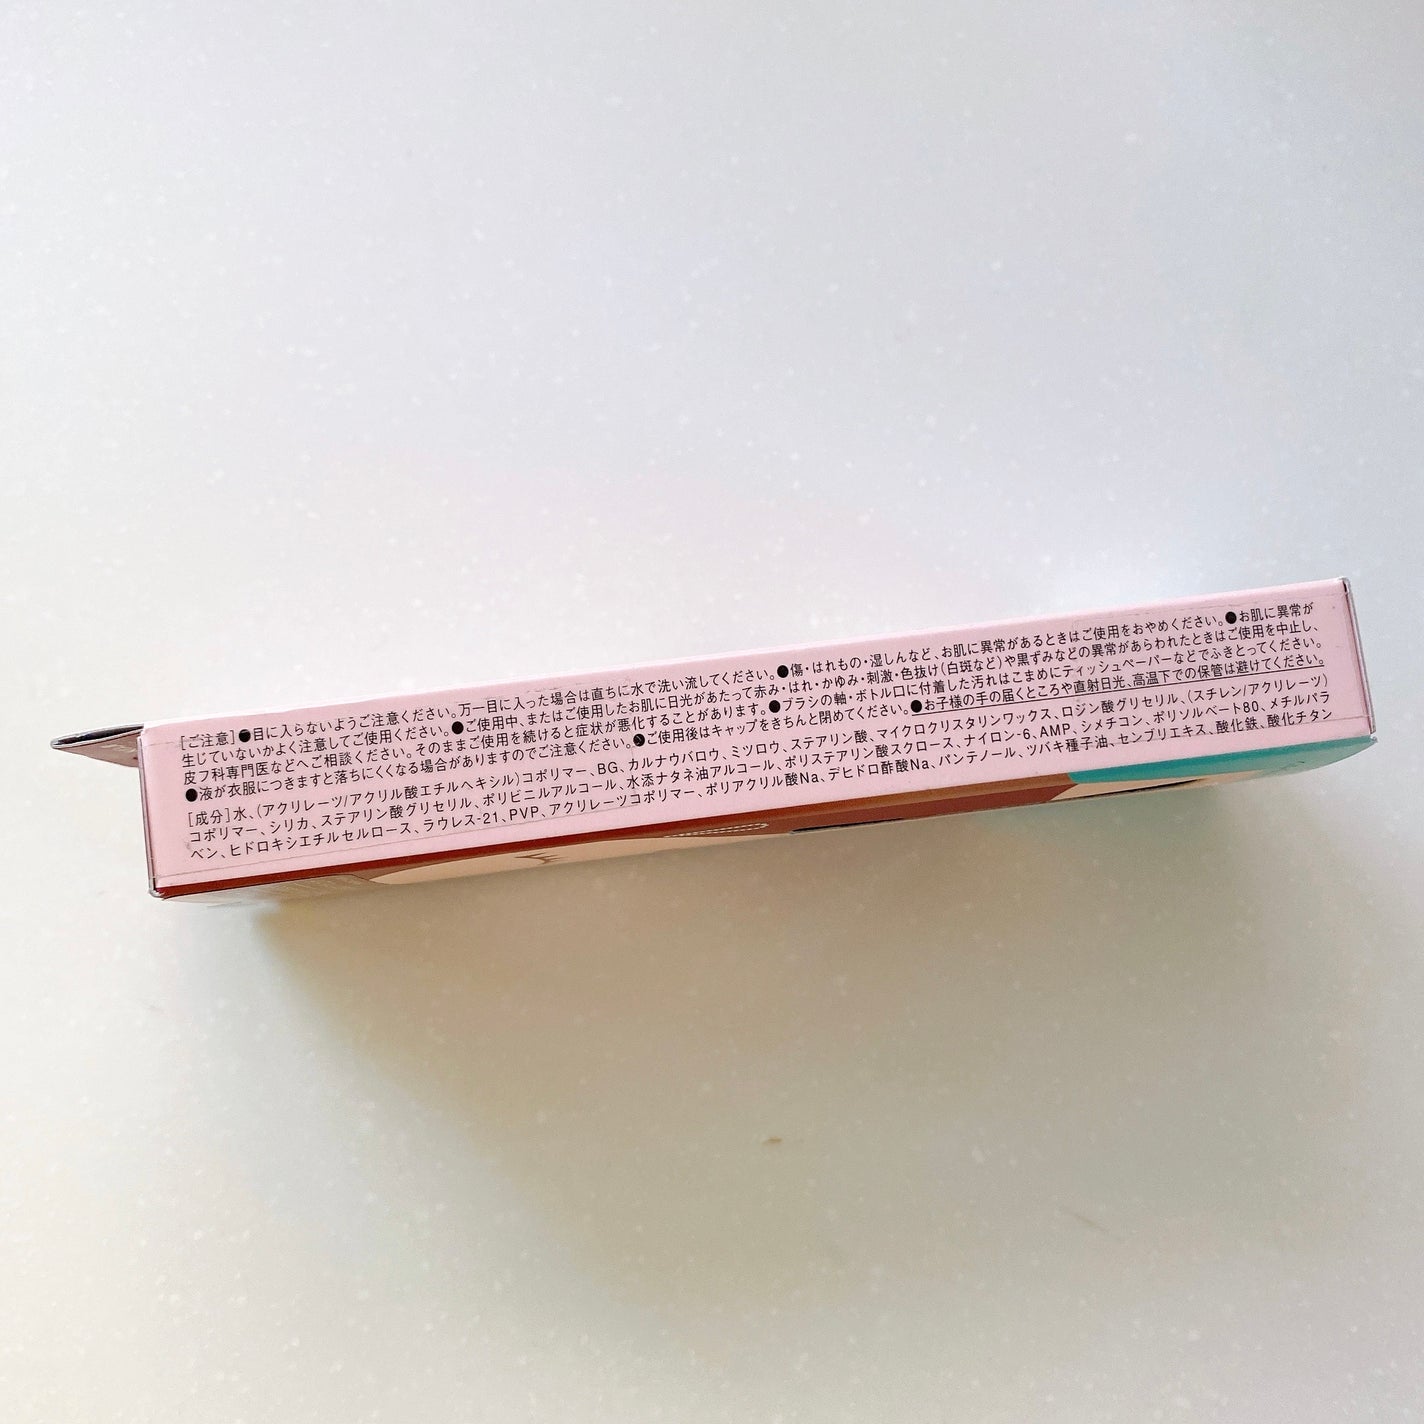 [ご注意]●目に入らないようご注意ください。万一目に入った場合は直ちに水で洗い流してください。●傷・はれもの・湿しんなど、お肌に異常があるときはご使用をおやめください。●お肌に異常が
生じていないかよく注意してご使用ください。●ご使用中、またはご使用したお肌に日光があたって赤み・はれ・かゆみ・刺激・色抜け(白斑など)や黒ずみなどの異常があらわれたときはご使用を中止し、
皮フ科専門医などへご相談ください。そのままご使用を続けると症状が悪化することがあります。●ブラシの軸・ボトル口に付着した汚れはこまめにティッシュペーパーなどでふきとってください。
●液が衣服につきますと落ちにくくなる場合がありますのでご注意ください。●ご使用後はキャップをきちんと閉めてください。●お子様の手の届くところや直射日光、高温下での保管は避けてください。
[成分]水、(アクリレーツ/アクリル酸エチルヘキシル)コポリマー、BG、カルナウバロウ、ミツロウ、ステアリン酸、マイクロクリスタリンワックス、ロジン酸グリセリル、(スチレン/アクリレーツ)
コポリマー、シリカ、ステアリン酸グリセリル、ポリビニルアルコール、水添ナタネ油アルコール、ポリステアリン酸スクロース、ナイロン-6、AMP、シメチコン、ポリソルベート80、メチルパラ
ベン、ヒドロキシエチルセルロース、ラウレス-21、PVP、アクリレーツコポリマー、ポリアクリル酸Na、デヒドロ酢酸Na、パンテノール、ツバキ種子油、センブリエキス、酸化鉄、酸化チタン